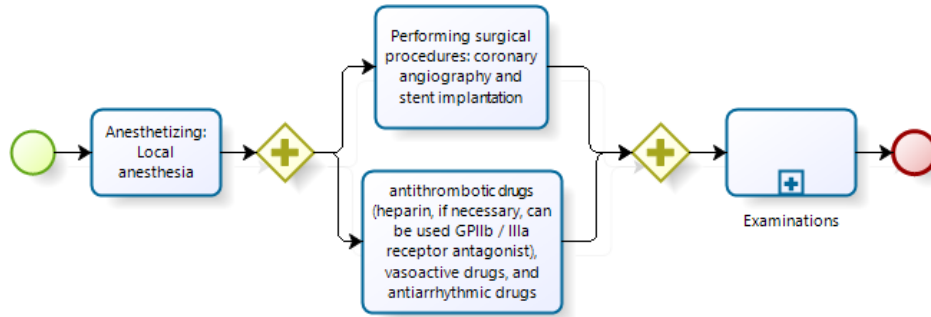 Anesthetizing:
Local
anesthesia
Performing surgical
procedures: coronary
angiography and
stent implantation
antithrombotic drugs
(heparin, if necessary, can
be used GPIIb / IIIa
receptor antagonist),
vasoactive drugs, and
antiarrhythmic drugs
Examinations